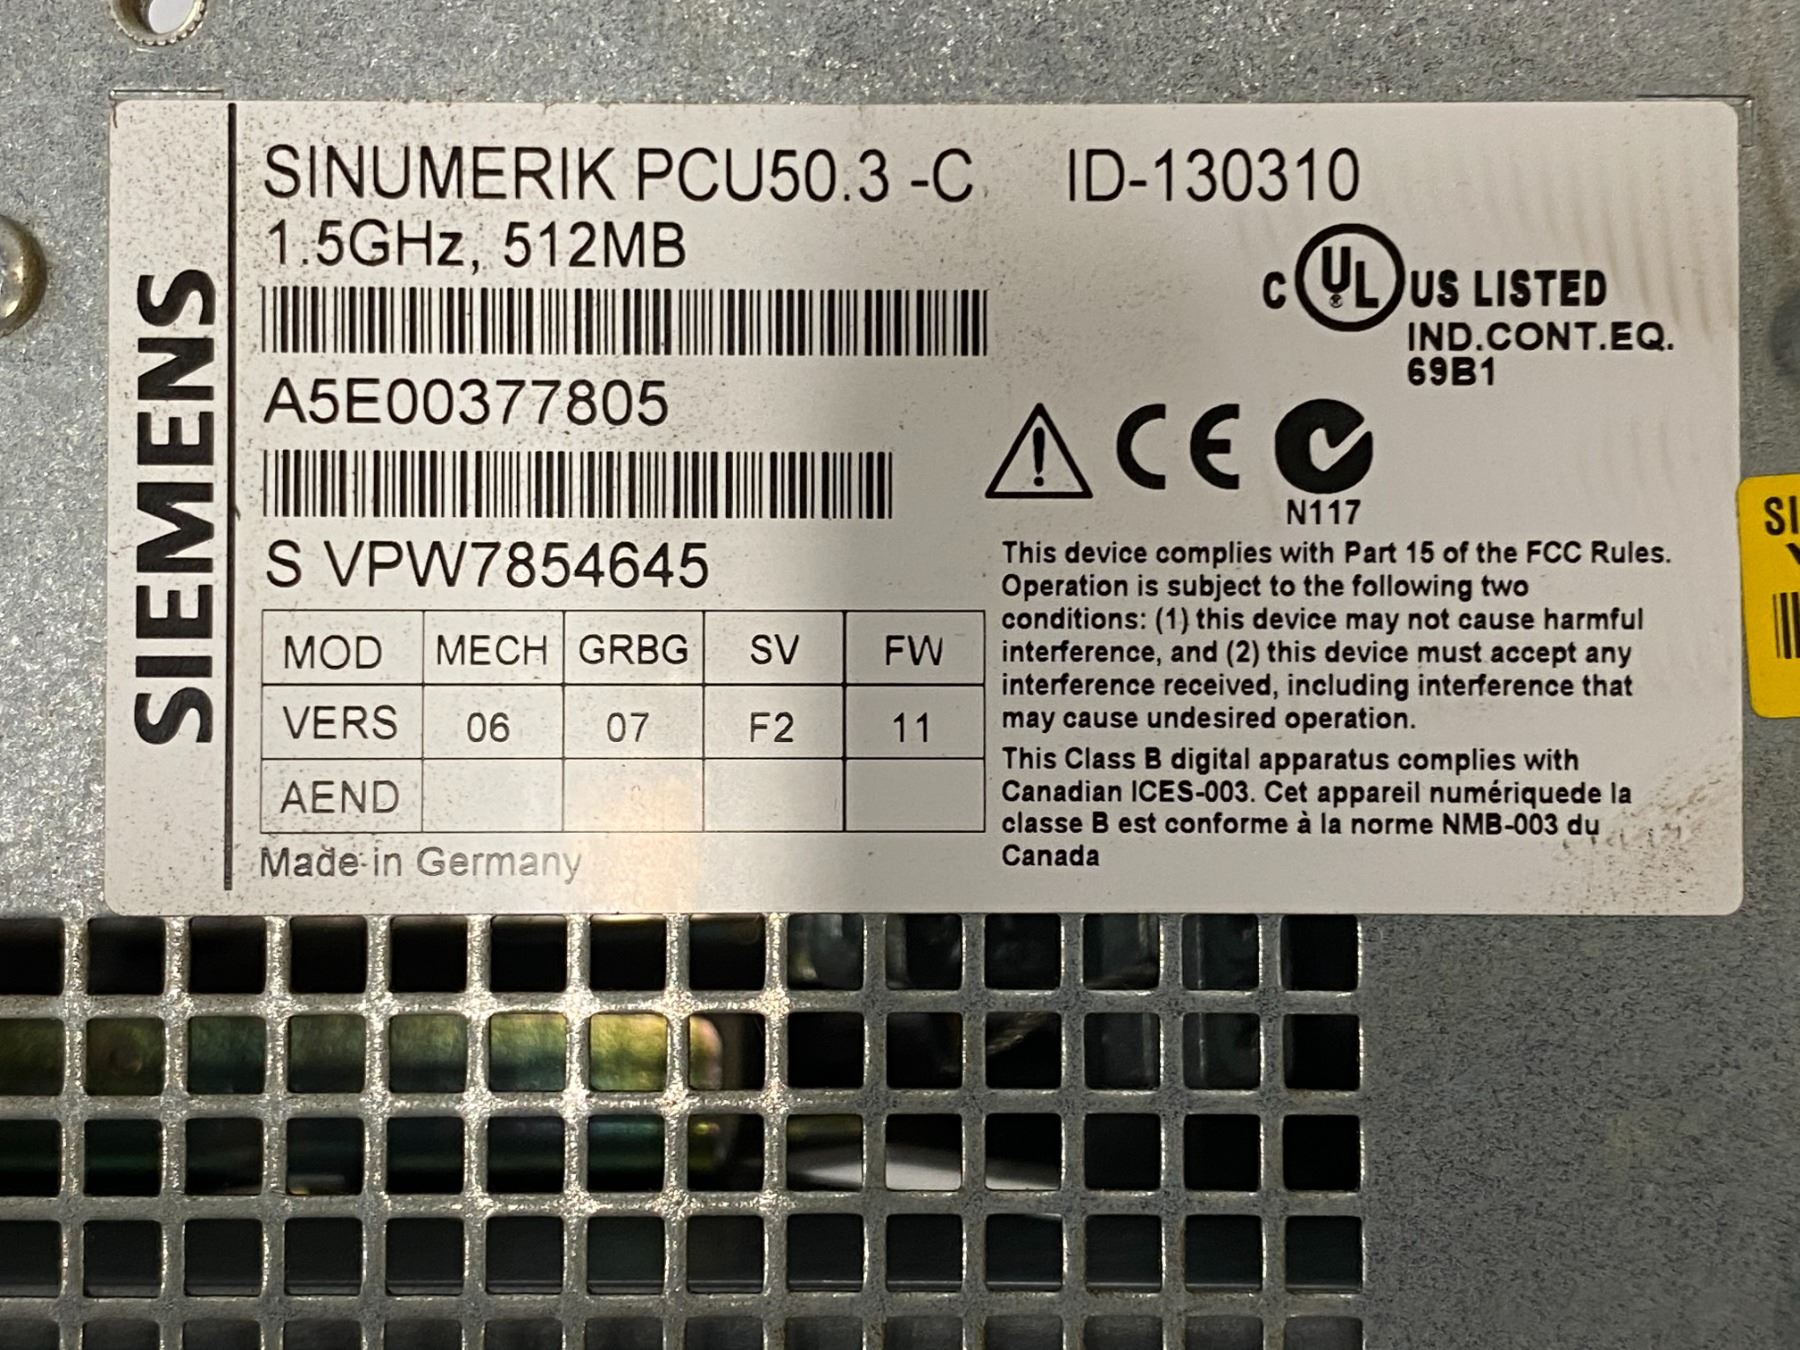 SIEMENS
SINUMERIK PCU50.3 -C ID-130310
1.5GHz, 512MB
C UL ® US LISTED
IND.CONT.EQ.
69B1
A5E00377805
CE
N117
S VPW7854645
MOD MECH GRBG SV FW
VERS 06 07 F2 11
AEND
Made in Germany
This device complies with Part 15 of the FCC Rules.
Operation is subject to the following two
conditions: (1) this device may not cause harmful
interference, and (2) this device must accept any
interference received, including interference that
may cause undesired operation.
This Class B digital apparatus complies with
Canadian ICES-003. Cet appareil numériquede la
classe B est conforme à la norme NMB-003 du
Canada
SI